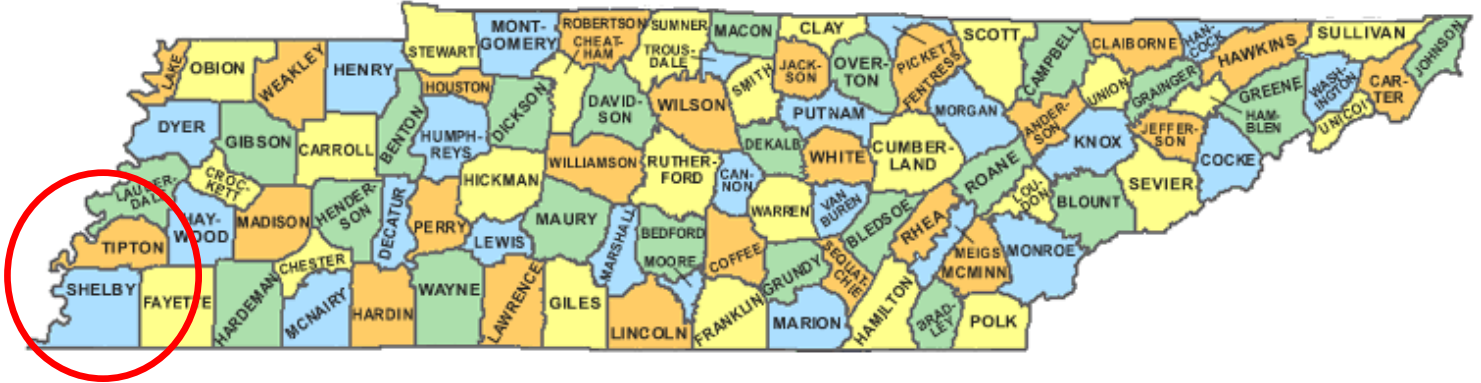 LAKE
OBION
WEAKLEY
HENRY
STEWART
MONT-
GOMERY
ROBERTSON
CHEAT-
HAM
SUMNER
TROUS-
DALE
MACON
CLAY
PICKETT
FENTRESS
SCOTT
CAMPBELL
CLAIBORNE
HAN-
COCK
HAWKINS
SULLIVAN
JOHNSON
DYER
GIBSON
CARROLL
BENTON
HOUSTON
HUMPH-
REYS
DICKSON
DAVID-
SON
WILSON
SMITH
JACK-
SON
OVER-
TON
PUTNAM
MORGAN
ANDER-
SON
UNION
GRAINGER
HAM-
BLEN
GREENE
WASH-
INGTON
UNICOI
CAR-
TER
LAUDER-
DALE
CROC-
KETT
HAY-
WOOD
MADISON
HENDER-
SON
DECATUR
PERRY
HICKMAN
WILLIAMSON
RUTHER-
FORD
CAN-
NON
DEKALB
WHITE
CUMBER-
LAND
ROANE
KNOX
JEFFER-
SON
COCKE
SEVIER
BLOUNT
LOU-
DON
TIPTON
SHELBY
FAYETTE
HARDEMAN
CHESTER
MCNAIRY
HARDIN
WAYNE
LEWIS
LAWRENCE
MAURY
GILES
MARSHALL
BEDFORD
MOORE
LINCOLN
COFFEE
FRANKLIN
WARREN
GRUNDY
VAN
BUREN
SEQUAT-
CHIE
BLEDSOE
MARION
HAMILTON
RHEA
MEIGS
MCMINN
BRAD-
LEY
POLK
MONROE